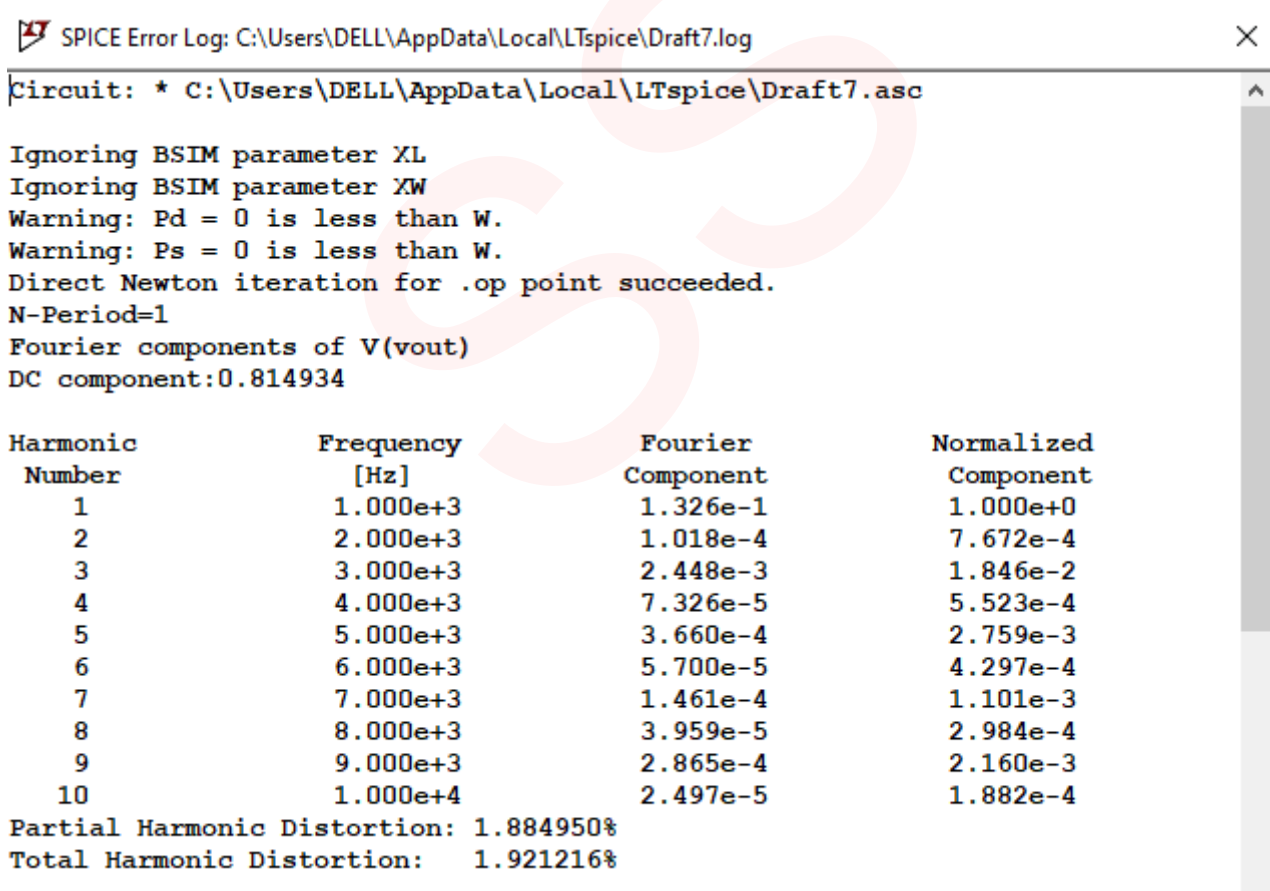 SPICE Error Log: C:\Users\DELL\AppData\Local\LTspice\Draft7.log
Circuit: * C:\Users\DELL\AppData\Local\LTspice\Draft7.asc
Ignoring BSIM parameter XL
Ignoring BSIM parameter XW
Warning: Pd = 0 is less than W.
Warning: Ps = 0 is less than W.
Direct Newton iteration for .op point succeeded.
N-Period=1
Fourier components of V(vout)
DC component:0.814934
Harmonic Frequency Fourier Normalized
Number [Hz] Component Component
1 1.000e+3 1.326e-1 1.000e+0
2 2.000e+3 1.018e-4 7.672e-4
3 3.000e+3 2.448e-3 1.846e-2
4 4.000e+3 7.326e-5 5.523e-4
5 5.000e+3 3.660e-4 2.759e-3
6 6.000e+3 5.700e-5 4.297e-4
7 7.000e+3 1.461e-4 1.101e-3
8 8.000e+3 3.959e-5 2.984e-4
9 9.000e+3 2.865e-4 2.160e-3
10 1.000e+4 2.497e-5 1.882e-4
Partial Harmonic Distortion: 1.884950%
Total Harmonic Distortion: 1.921216%